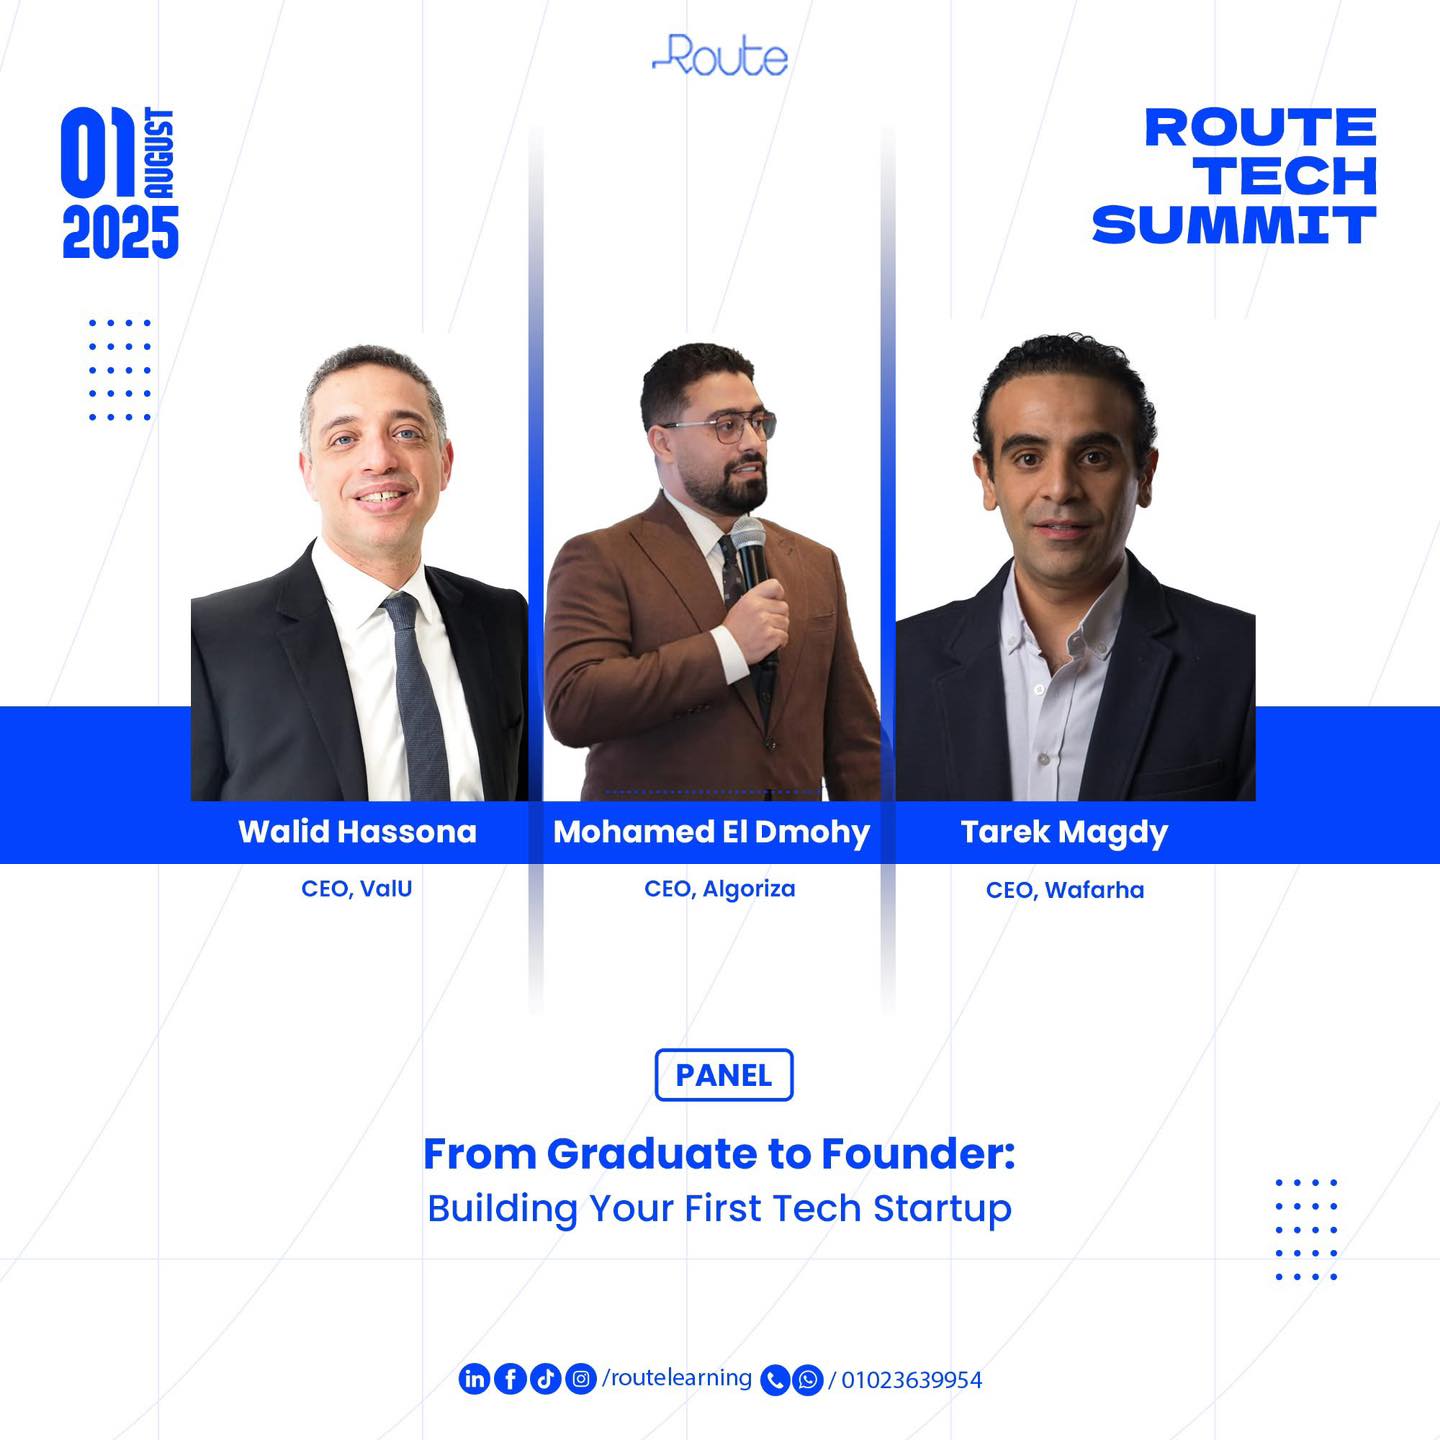 Route
01 AUGUST
2025
ROUTE
TECH
SUMMIT
Walid Hassona
CEO, ValU
Mohamed El Dmohy
CEO, Algoriza
Tarek Magdy
CEO, Wafarha
PANEL
From Graduate to Founder:
Building Your First Tech Startup
/routelearning / 01023639954